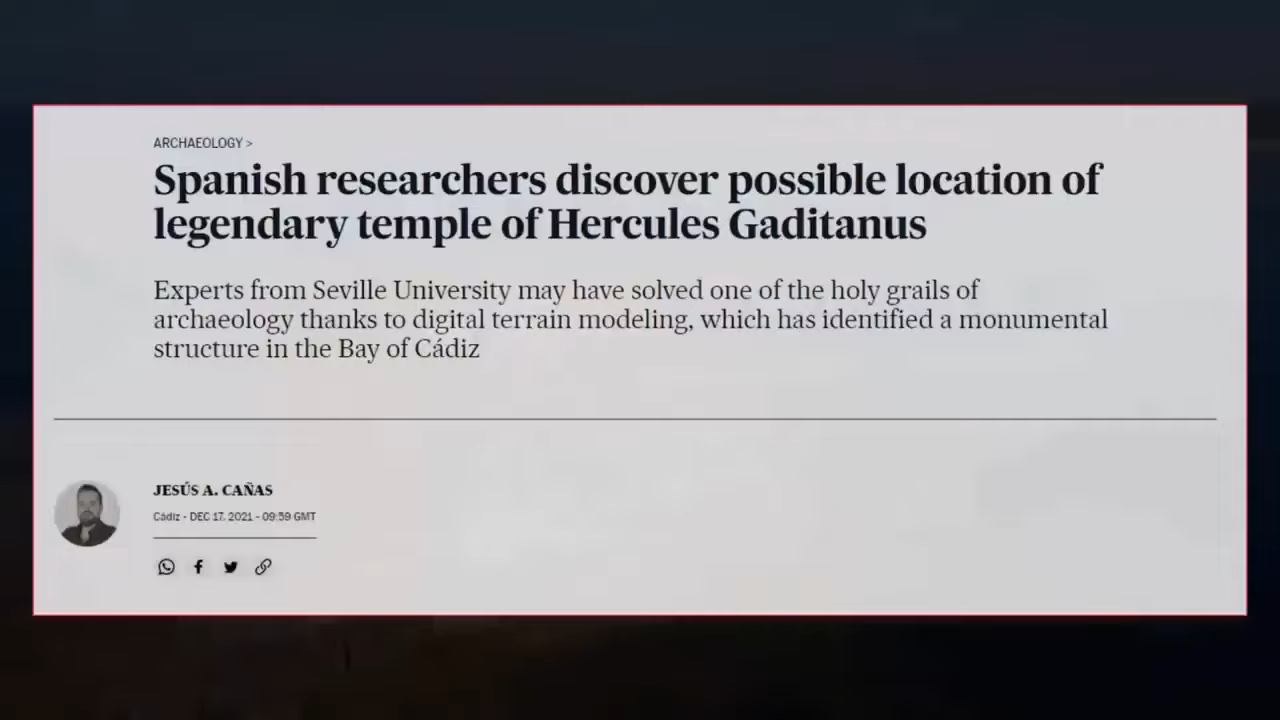 ARCHAEOLOGY >
Spanish researchers discover possible location of
legendary temple of Hercules Gaditanus
Experts from Seville University may have solved one of the holy grails of
archaeology thanks to digital terrain modeling, which has identified a monumental
structure in the Bay of Cádiz
JESÚS A. CAÑAS
Cádiz - DEC 17, 2021 - 09:59 GMT